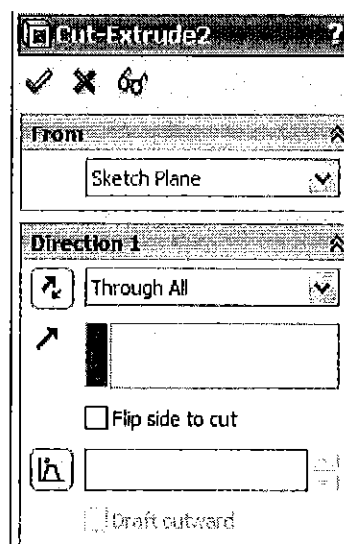 Cut-Extrude2 ?
From
Sketch Plane
Direction 1
Through All
Flip side to cut
Draft outward